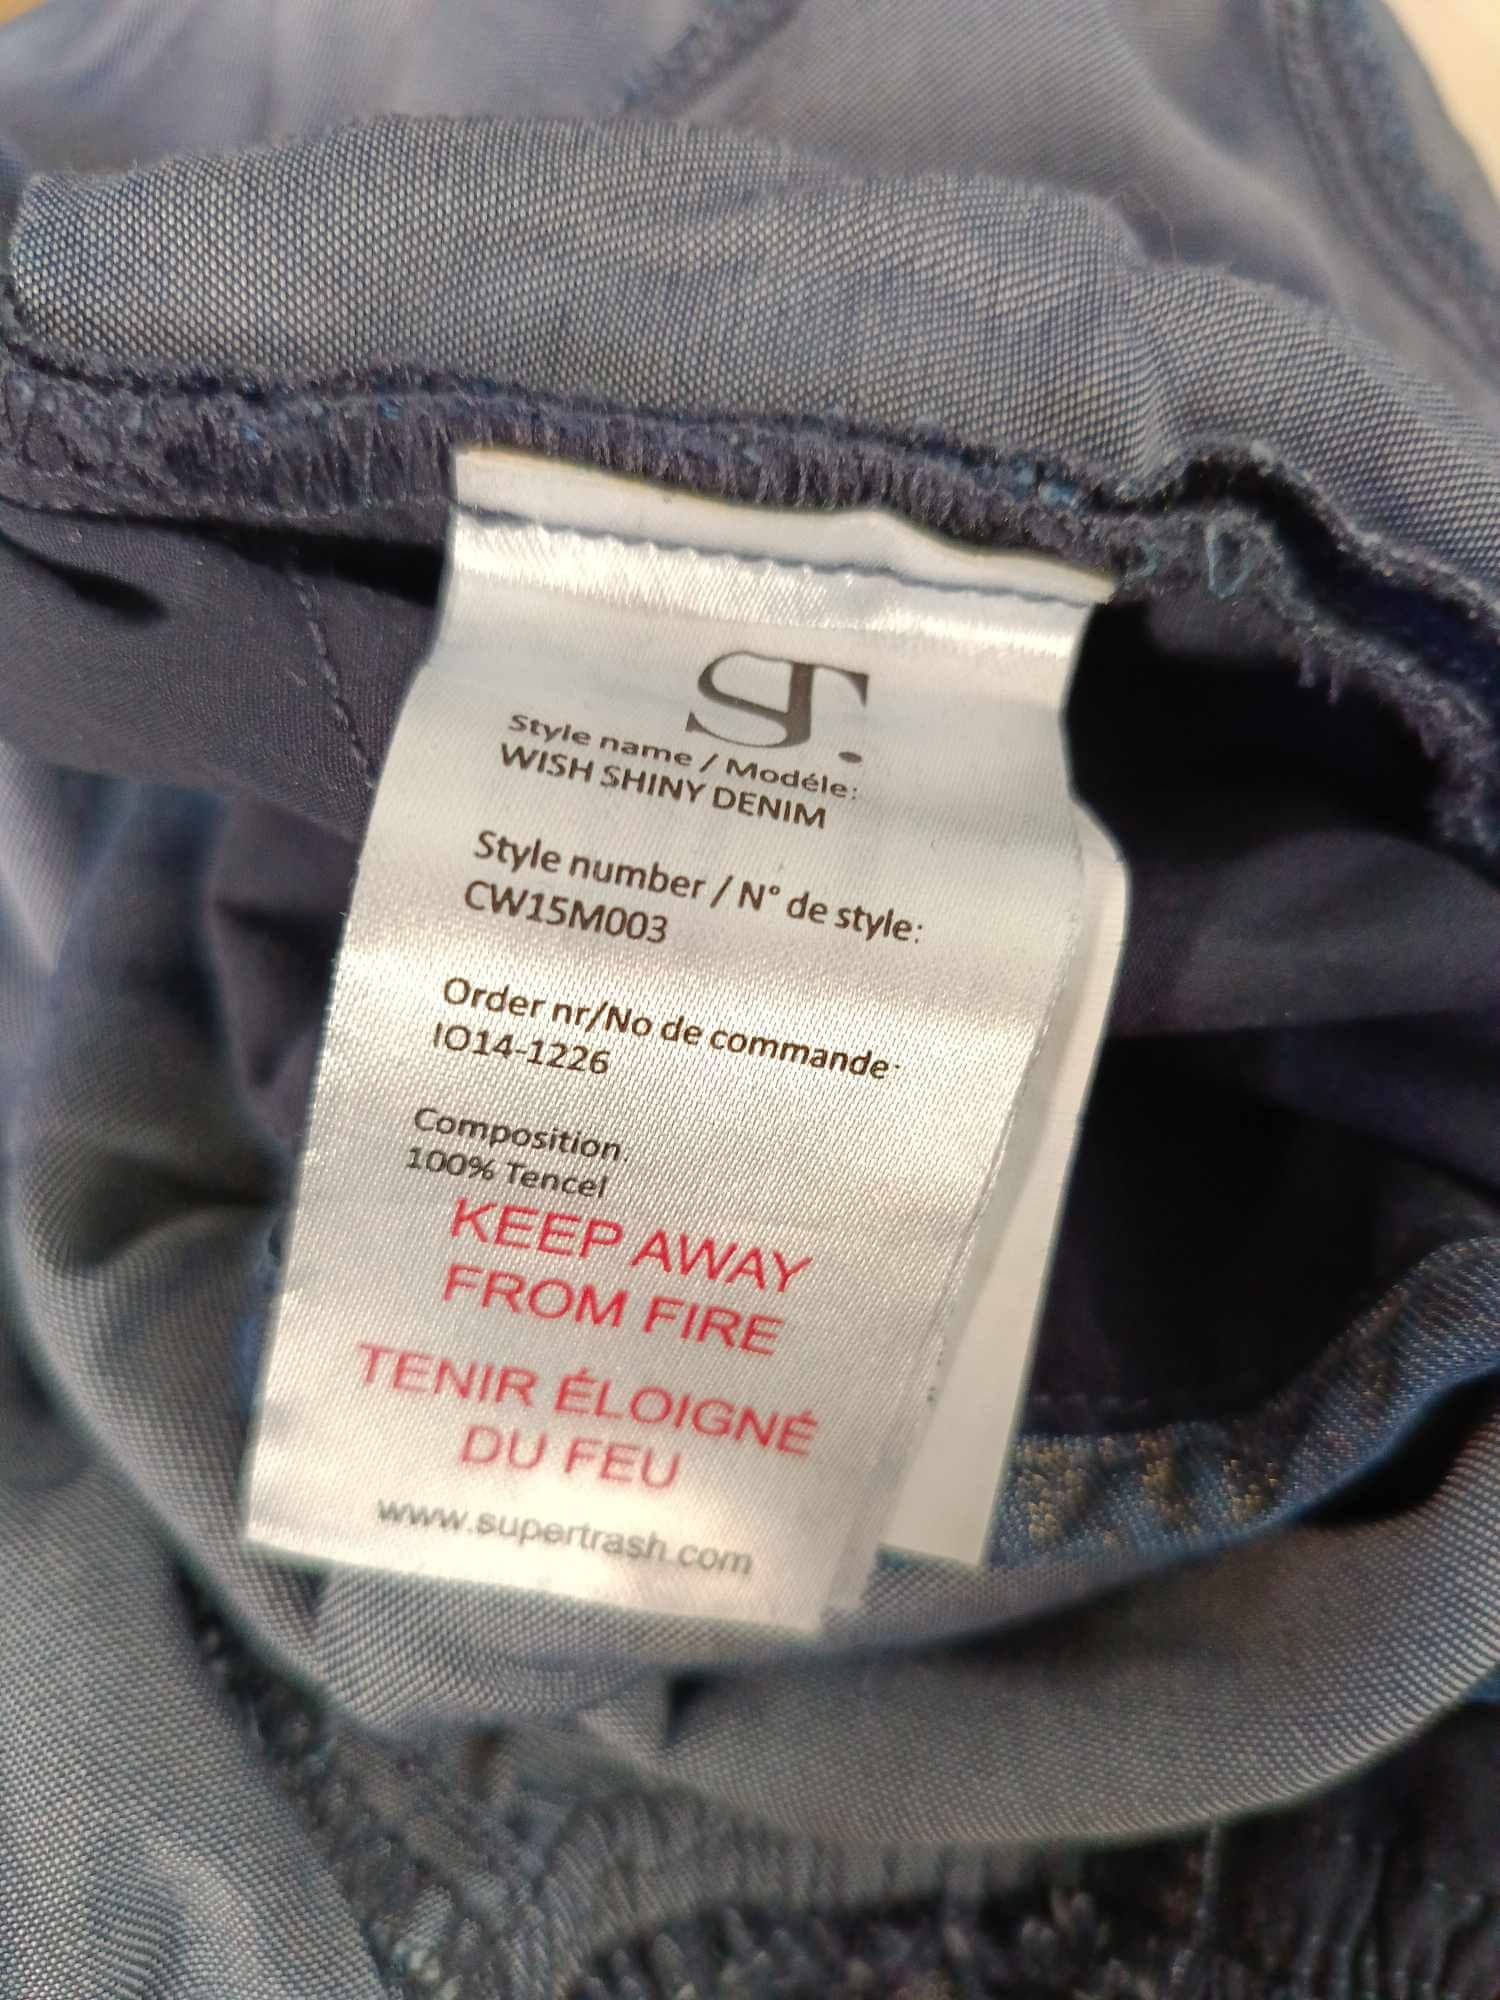 ST.
Style name / Modéle:
WISH SHINY DENIM
Style number / N° de style:
CW15M003
Order nr/No de commande:
IO14-1226
Composition.
100% Tencel
KEEP AWAY
FROM FIRE
TENIR ÉLOIGNÉ
DU FEU
www.supertrash.com